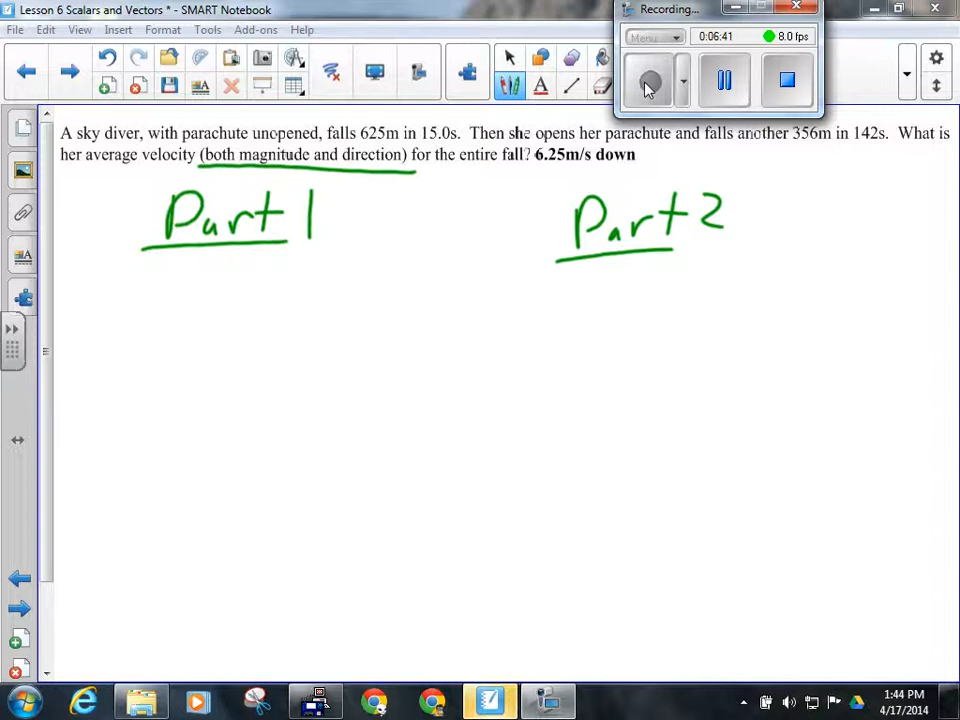 Lesson 6 Scalars and Vectors * - SMART Notebook
Recording...
File Edit View Insert Format Tools Add-ons Help
Menu
0:06:41
8.0 fps
A sky diver, with parachute unopened, falls 625m in 15.0s. Then she opens her parachute and falls another 356m in 142s. What is
her average velocity (both magnitude and direction) for the entire fall? 6.25m/s down
Part 1
Part 2
1:44 PM
4/17/2014